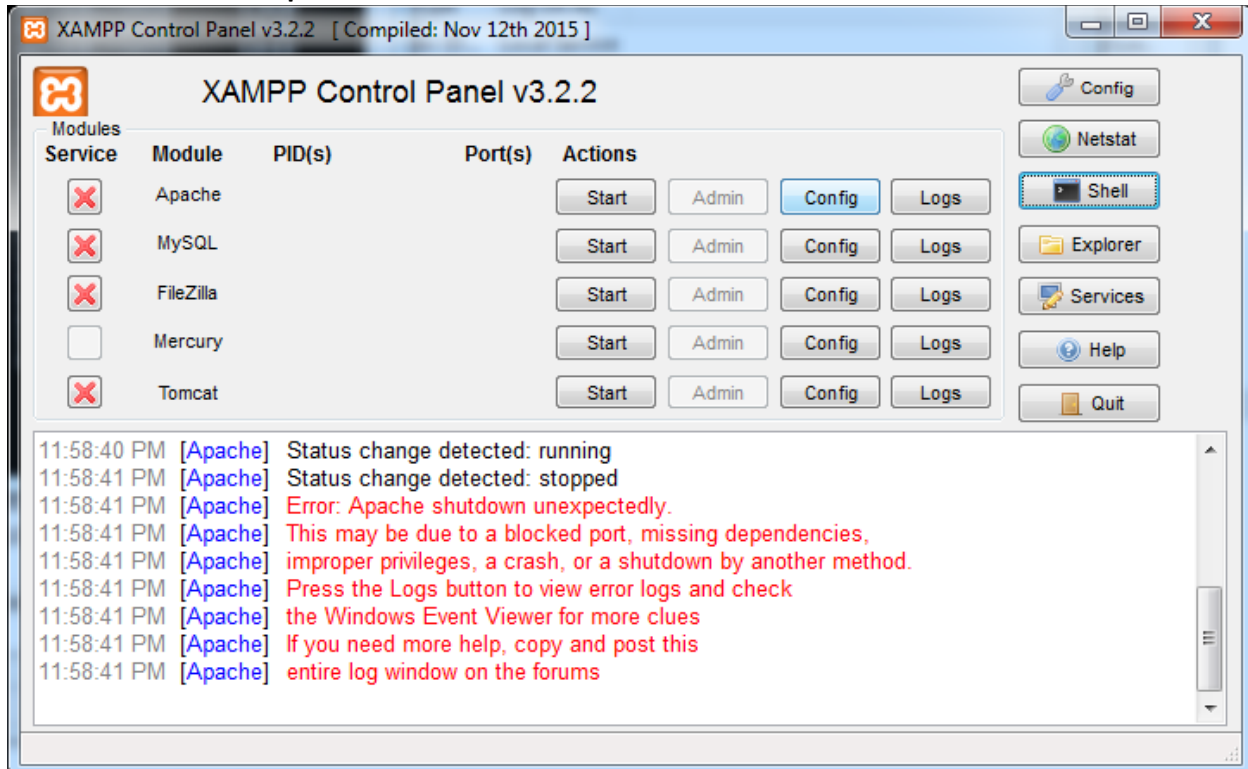 XAMPP Control Panel v3.2.2 [ Compiled: Nov 12th 2015 ]
XAMPP Control Panel v3.2.2
Config
Modules
Service Module PID(s) Port(s) Actions
Netstat
Apache Start Admin Config Logs
Shell
MySQL Start Admin Config Logs
Explorer
FileZilla Start Admin Config Logs
Services
Mercury Start Admin Config Logs
Help
Tomcat Start Admin Config Logs
Quit
11:58:40 PM [Apache] Status change detected: running
11:58:41 PM [Apache] Status change detected: stopped
11:58:41 PM [Apache] Error: Apache shutdown unexpectedly.
11:58:41 PM [Apache] This may be due to a blocked port, missing dependencies,
11:58:41 PM [Apache] improper privileges, a crash, or a shutdown by another method.
11:58:41 PM [Apache] Press the Logs button to view error logs and check
11:58:41 PM [Apache] the Windows Event Viewer for more clues
11:58:41 PM [Apache] If you need more help, copy and post this
11:58:41 PM [Apache] entire log window on the forums